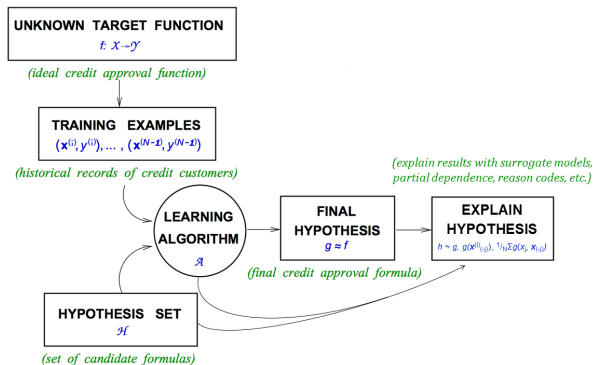 UNKNOWN TARGET FUNCTION
f: 𝒳→𝒴
(ideal credit approval function)
TRAINING EXAMPLES
(x⁽ʲ⁾, y⁽ʲ⁾), ... , (x⁽ᴺ⁻¹⁾, y⁽ᴺ⁻¹⁾)
(historical records of credit customers)
(explain results with surrogate models,
partial dependence, reason codes, etc.)
LEARNING
ALGORITHM
𝒜
FINAL
HYPOTHESIS
g ≈ f
(final credit approval formula)
EXPLAIN
HYPOTHESIS
h ~ g, g(x⁽ⁱ⁾₍₋ⱼ₎), ¹/ₙΣg(xⱼ, x₍₋ⱼ₎)
HYPOTHESIS SET
ℋ
(set of candidate formulas)